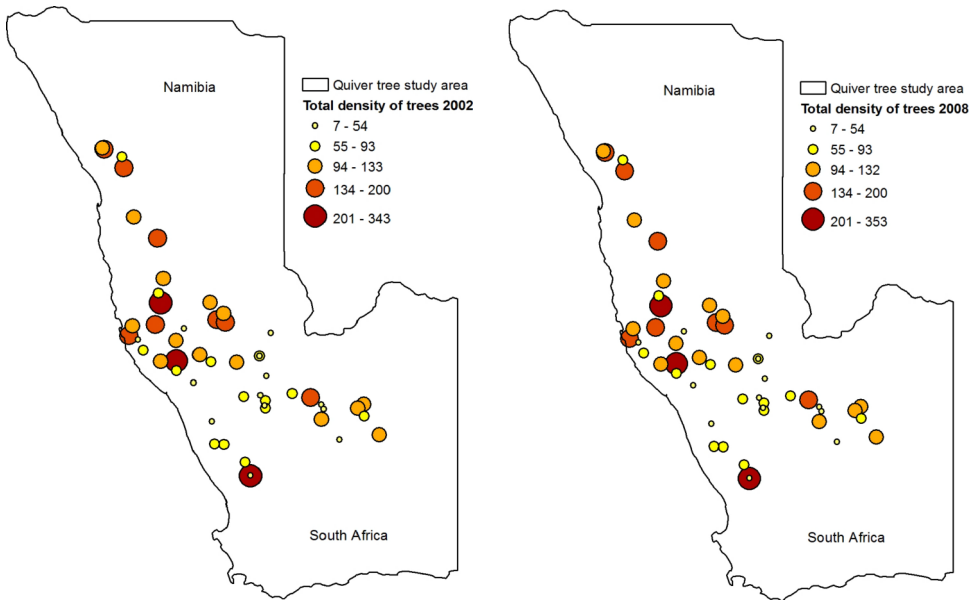 Namibia
Quiver tree study area
Total density of trees 2002
7 - 54
55 - 93
94 - 133
134 - 200
201 - 343
South Africa
Namibia
Quiver tree study area
Total density of trees 2008
7 - 54
55 - 93
94 - 132
134 - 200
201 - 353
South Africa